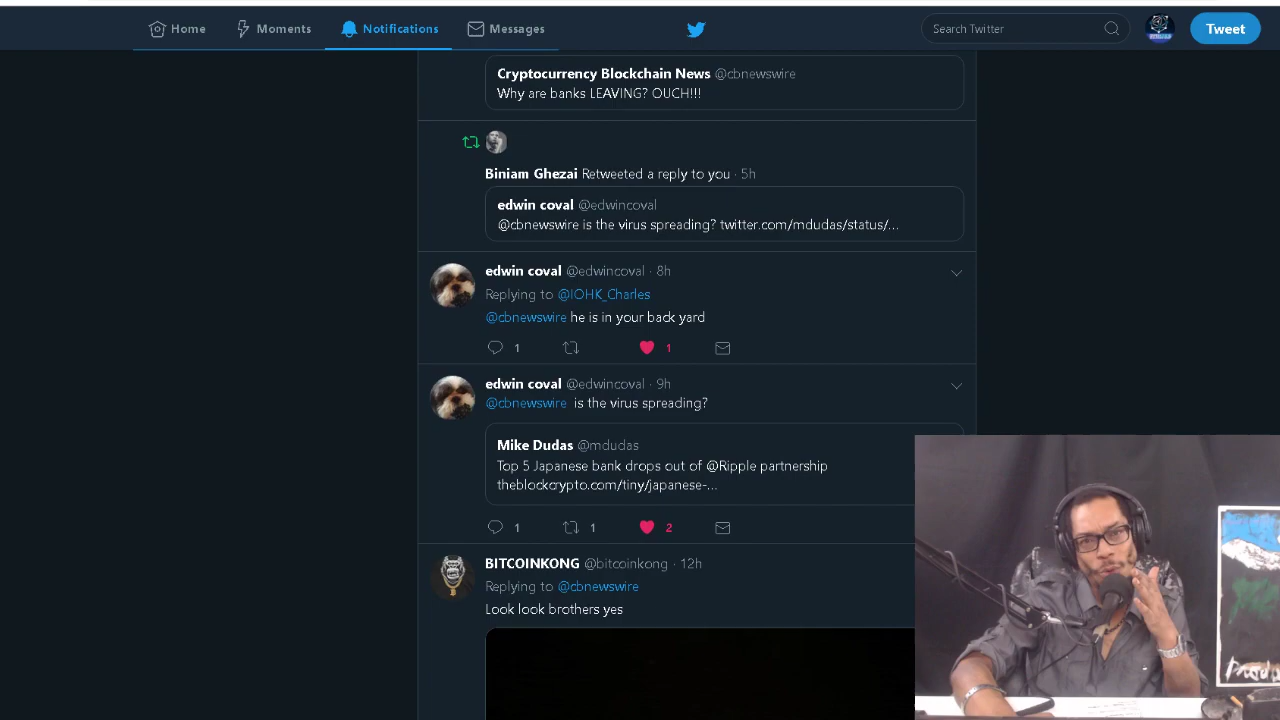 Home Moments Notifications Messages Search Twitter Tweet
Cryptocurrency Blockchain News @cbnewswire
Why are banks LEAVING? OUCH!!!
Biniam Ghezai Retweeted a reply to you · 5h
edwin coval @edwincoval
@cbnewswire is the virus spreading? twitter.com/mdudas/status/...
edwin coval @edwincoval · 8h
Replying to @IOHK_Charles
@cbnewswire he is in your back yard
1 1
edwin coval @edwincoval · 9h
@cbnewswire is the virus spreading?
Mike Dudas @mdudas
Top 5 Japanese bank drops out of @Ripple partnership
theblockcrypto.com/tiny/japanese-...
1 1 2
BITCOINKONG @bitcoinkong · 12h
Replying to @cbnewswire
Look look brothers yes